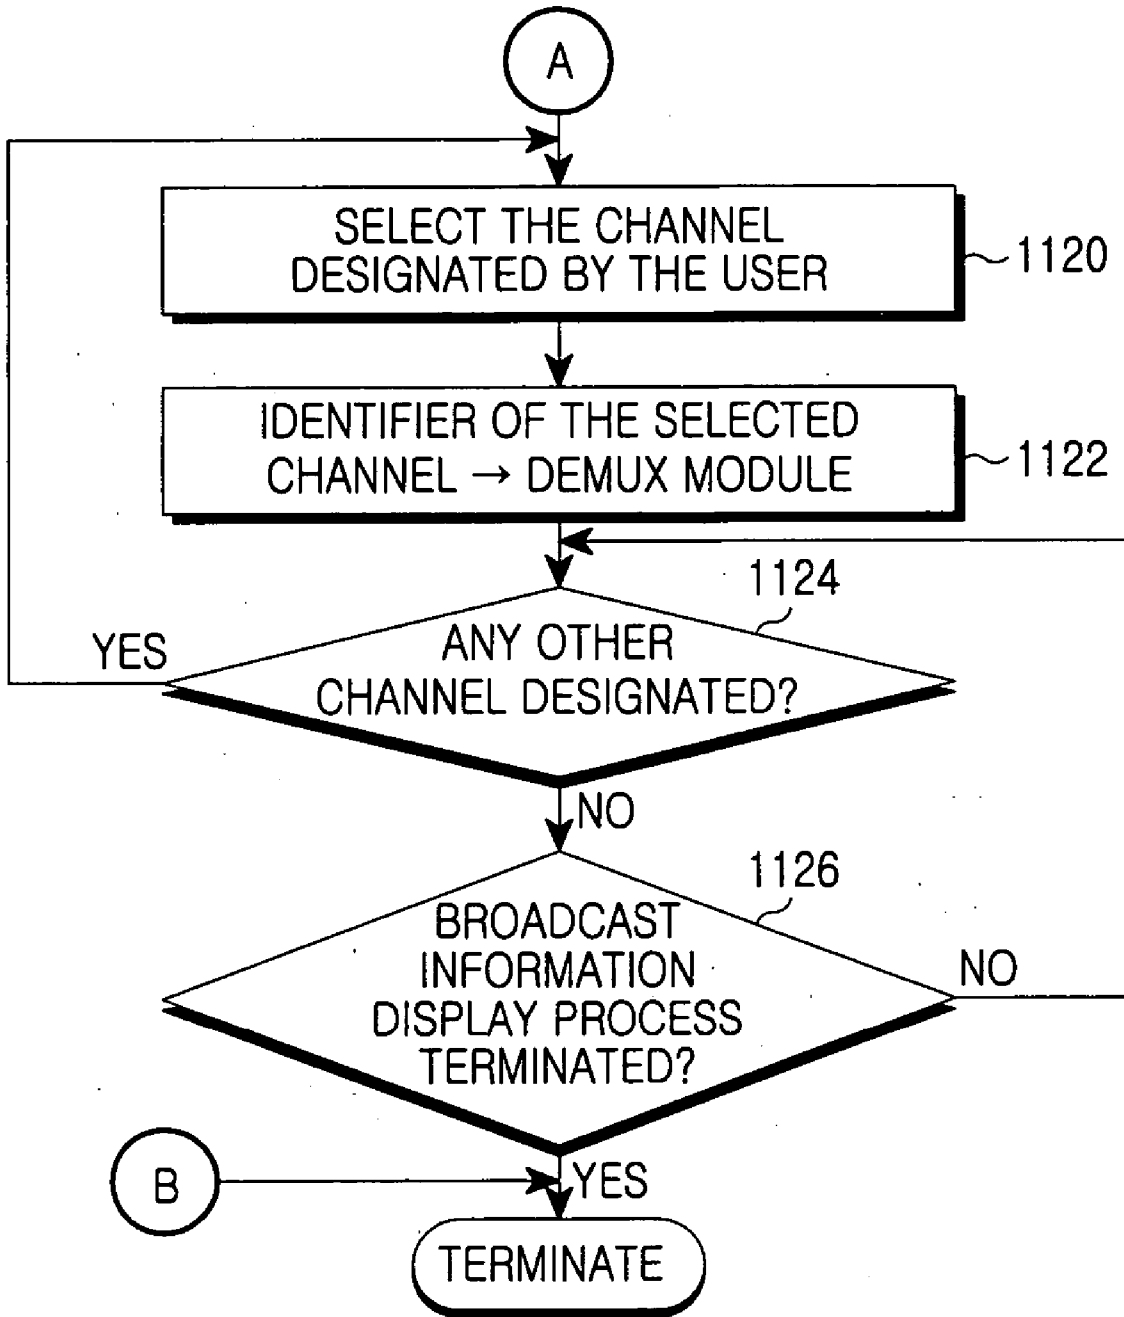 A
SELECT THE CHANNEL
DESIGNATED BY THE USER
1120
IDENTIFIER OF THE SELECTED
CHANNEL → DEMUX MODULE
1122
1124
YES
ANY OTHER
CHANNEL DESIGNATED?
NO
1126
BROADCAST
INFORMATION
DISPLAY PROCESS
TERMINATED?
NO
B
YES
TERMINATE